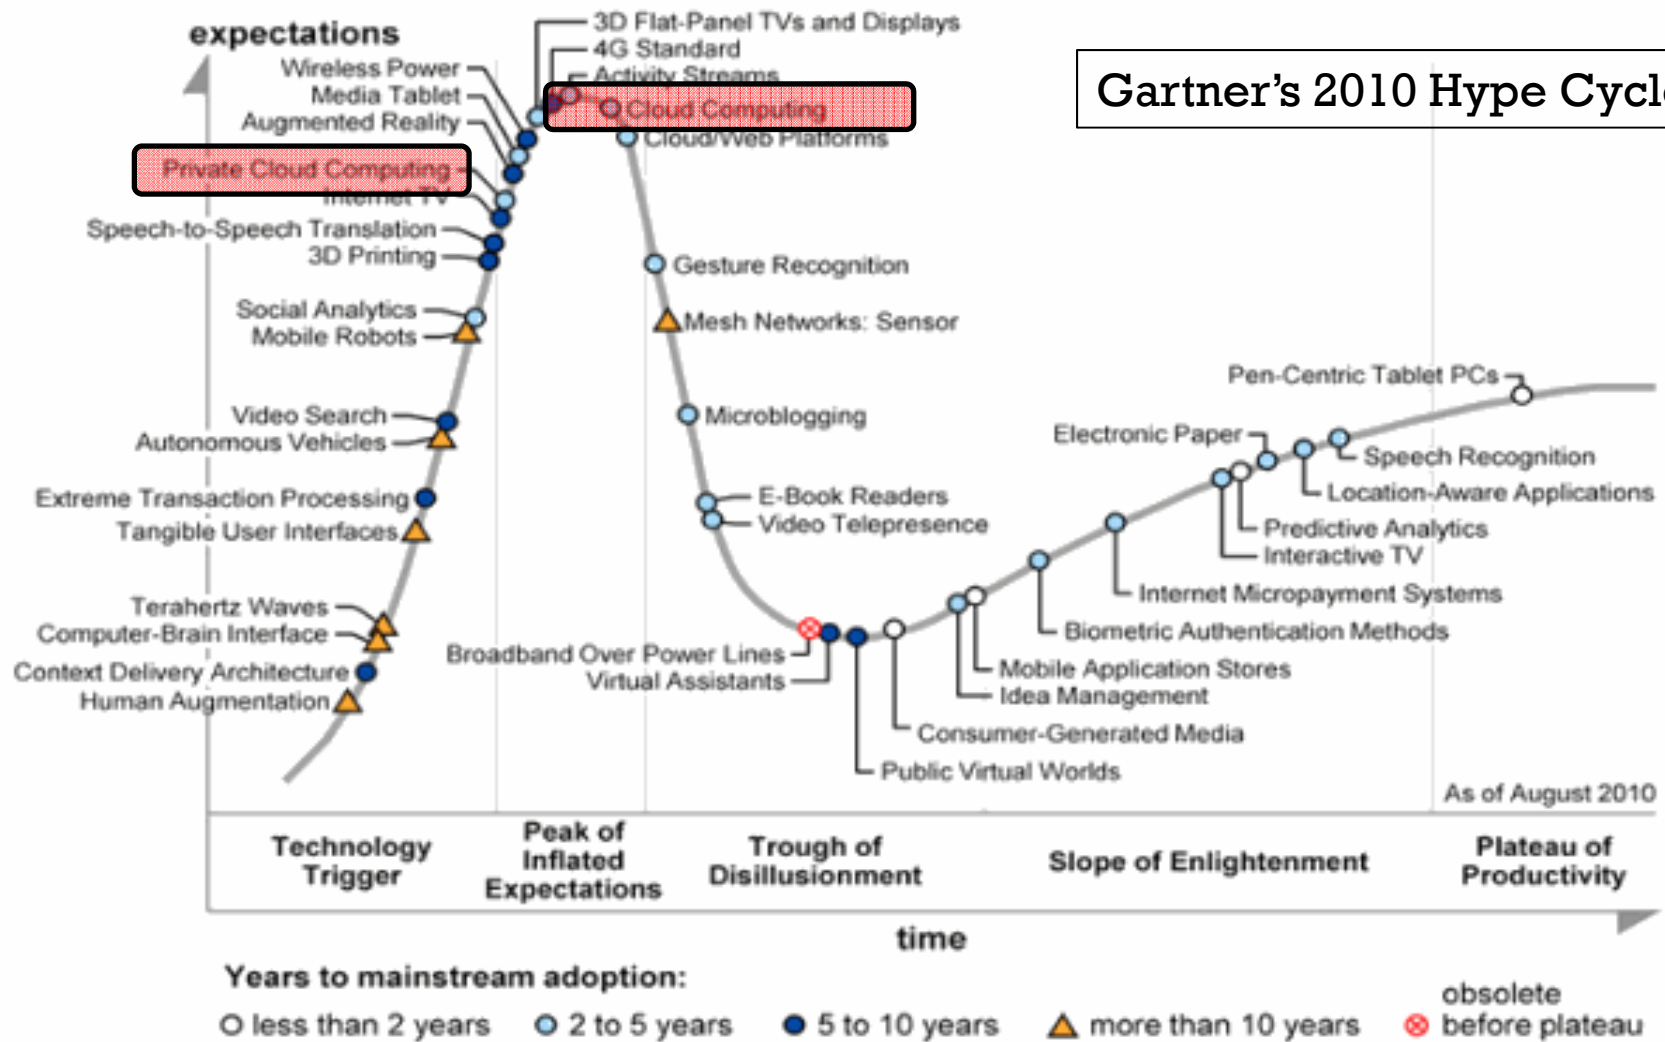 expectations
Gartner's 2010 Hype Cycle
3D Flat-Panel TVs and Displays
4G Standard
Activity Streams
Cloud Computing
Cloud/Web Platforms
Wireless Power
Media Tablet
Augmented Reality
Private Cloud Computing
Internet TV
Speech-to-Speech Translation
3D Printing
Social Analytics
Mobile Robots
Video Search
Autonomous Vehicles
Extreme Transaction Processing
Tangible User Interfaces
Terahertz Waves
Computer-Brain Interface
Context Delivery Architecture
Human Augmentation
Gesture Recognition
Mesh Networks: Sensor
Microblogging
E-Book Readers
Video Telepresence
Broadband Over Power Lines
Virtual Assistants
Public Virtual Worlds
Consumer-Generated Media
Idea Management
Mobile Application Stores
Biometric Authentication Methods
Internet Micropayment Systems
Interactive TV
Predictive Analytics
Electronic Paper
Location-Aware Applications
Speech Recognition
Pen-Centric Tablet PCs
As of August 2010
Technology
Trigger
Peak of
Inflated
Expectations
Trough of
Disillusionment
Slope of Enlightenment
Plateau of
Productivity
time
Years to mainstream adoption:
less than 2 years
2 to 5 years
5 to 10 years
more than 10 years
obsolete
before plateau